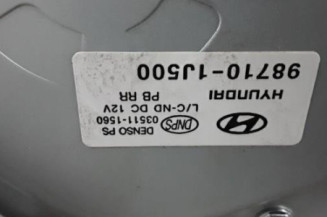 DENSO PS
DNPS
03511-1560
L/C-ND DC 12V
HYUNDAI
PB RR
98710-1J500